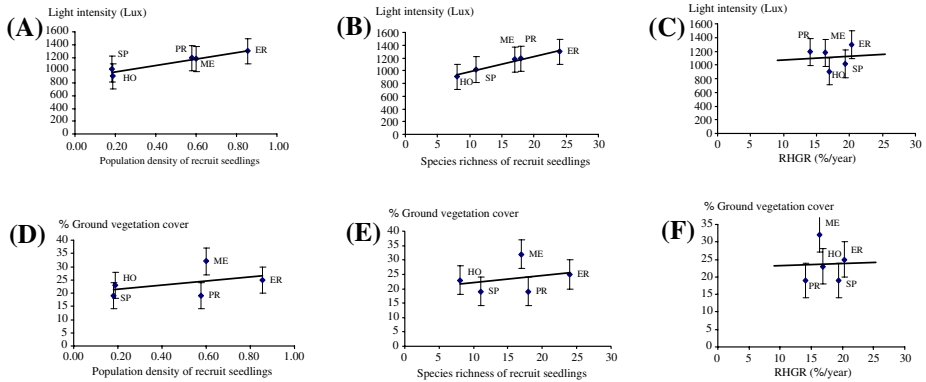 (A)
Light intensity (Lux)
1600
1400
1200
1000
800
600
400
200
0
SP
HO
PR
ME
ER
0.00 0.20 0.40 0.60 0.80 1.00
Population density of recruit seedlings
(B)
Light intensity (Lux)
1600
1400
1200
1000
800
600
400
200
0
HO
SP
ME
PR
ER
0 5 10 15 20 25 30
Species richness of recruit seedlings
(C)
Light intensity (Lux)
1600
1400
1200
1000
800
600
400
200
0
PR
ME
HO
SP
ER
0 5 10 15 20 25 30
RHGR (%/year)
(D)
% Ground vegetation cover
40
35
30
25
20
15
10
5
0
HO
SP
ME
PR
ER
0.00 0.20 0.40 0.60 0.80 1.00
Population density of recruit seedlings
(E)
% Ground vegetation cover
40
35
30
25
20
15
10
5
0
HO
SP
ME
PR
ER
0 5 10 15 20 25 30
Species richness of recruit seedlings
(F)
% Ground vegetation cover
35
30
25
20
15
10
5
0
ME
HO
ER
PR
SP
0 5 10 15 20 25 30
RHGR (%/year)